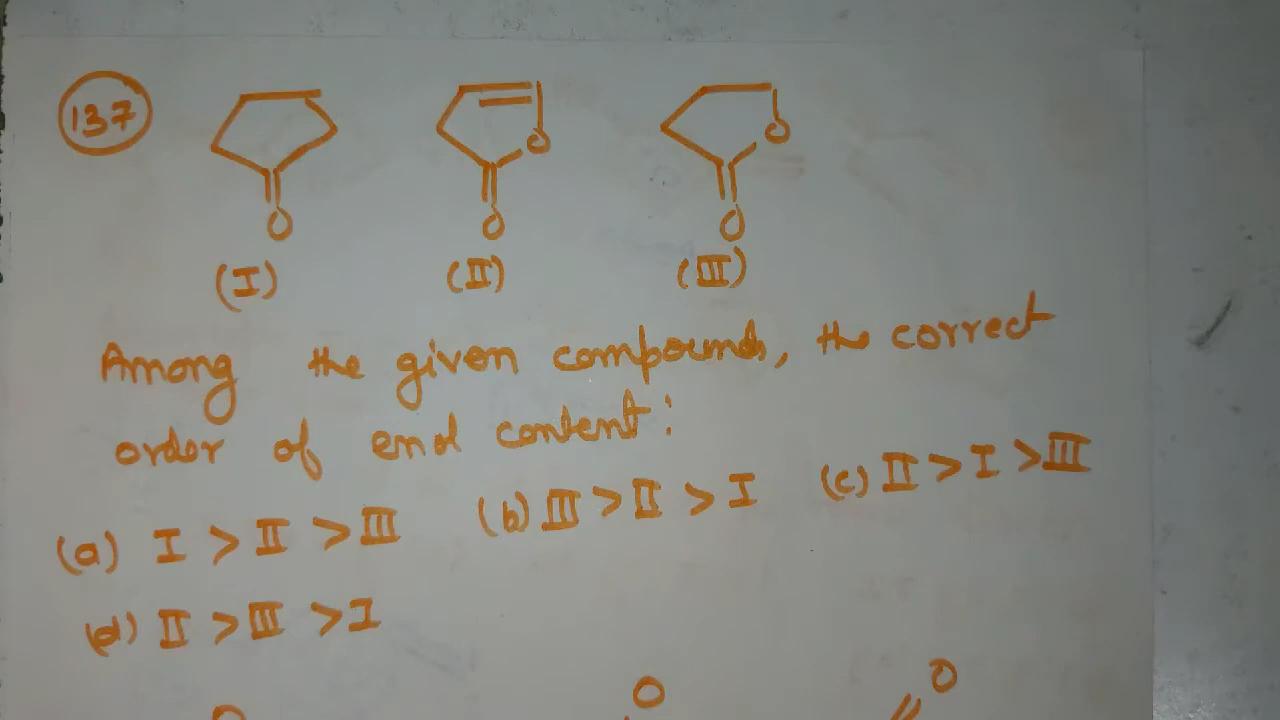 137
O
O
O
O
O
(I) (II) (III)
Among the given compounds, the correct
order of enol content:
(a) I > II > III (b) III > II > I (c) II > I > III
(d) II > III > I
O O O